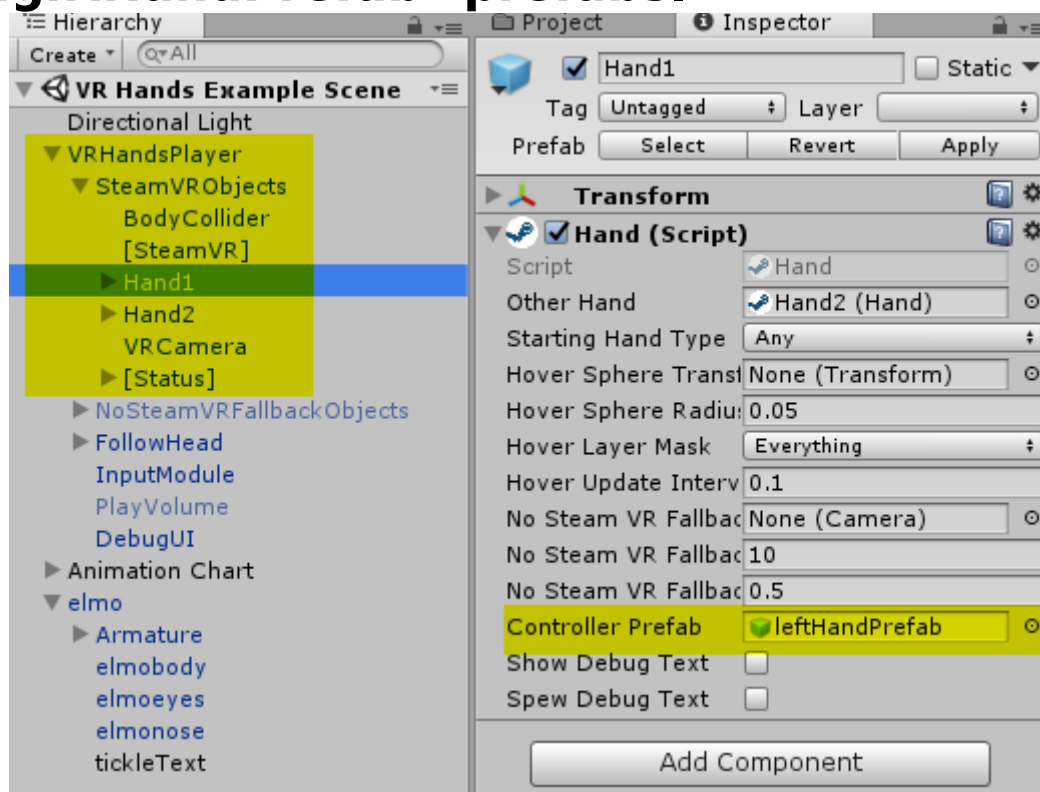 Hierarchy
Create
All
VR Hands Example Scene
Directional Light
VRHandsPlayer
SteamVRObjects
BodyCollider
[SteamVR]
Hand1
Hand2
VRCamera
[Status]
NoSteamVRFallbackObjects
FollowHead
InputModule
PlayVolume
DebugUI
Animation Chart
elmo
Armature
elmobody
elmoeyes
elmonose
tickleText
Project Inspector
Hand1 Static
Tag Untagged Layer
Prefab Select Revert Apply
Transform
Hand (Script)
Script Hand
Other Hand Hand2 (Hand)
Starting Hand Type Any
Hover Sphere Transf None (Transform)
Hover Sphere Radius 0.05
Hover Layer Mask Everything
Hover Update Interv 0.1
No Steam VR Fallbac None (Camera)
No Steam VR Fallbac 10
No Steam VR Fallbac 0.5
Controller Prefab leftHandPrefab
Show Debug Text
Spew Debug Text
Add Component